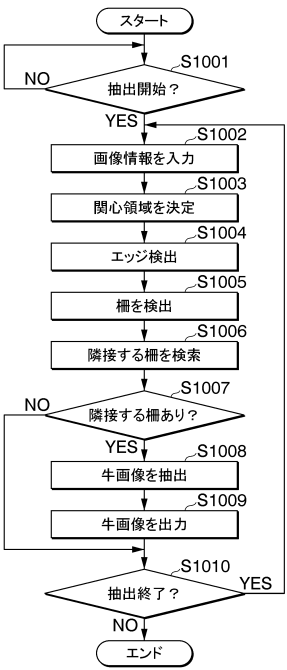 スタート
S1001
抽出開始？
NO
YES
S1002
画像情報を入力
S1003
関心領域を決定
S1004
エッジ検出
S1005
柵を検出
S1006
隣接する柵を検索
S1007
NO
隣接する柵あり？
YES
S1008
牛画像を抽出
S1009
牛画像を出力
S1010
抽出終了？
YES
NO
エンド